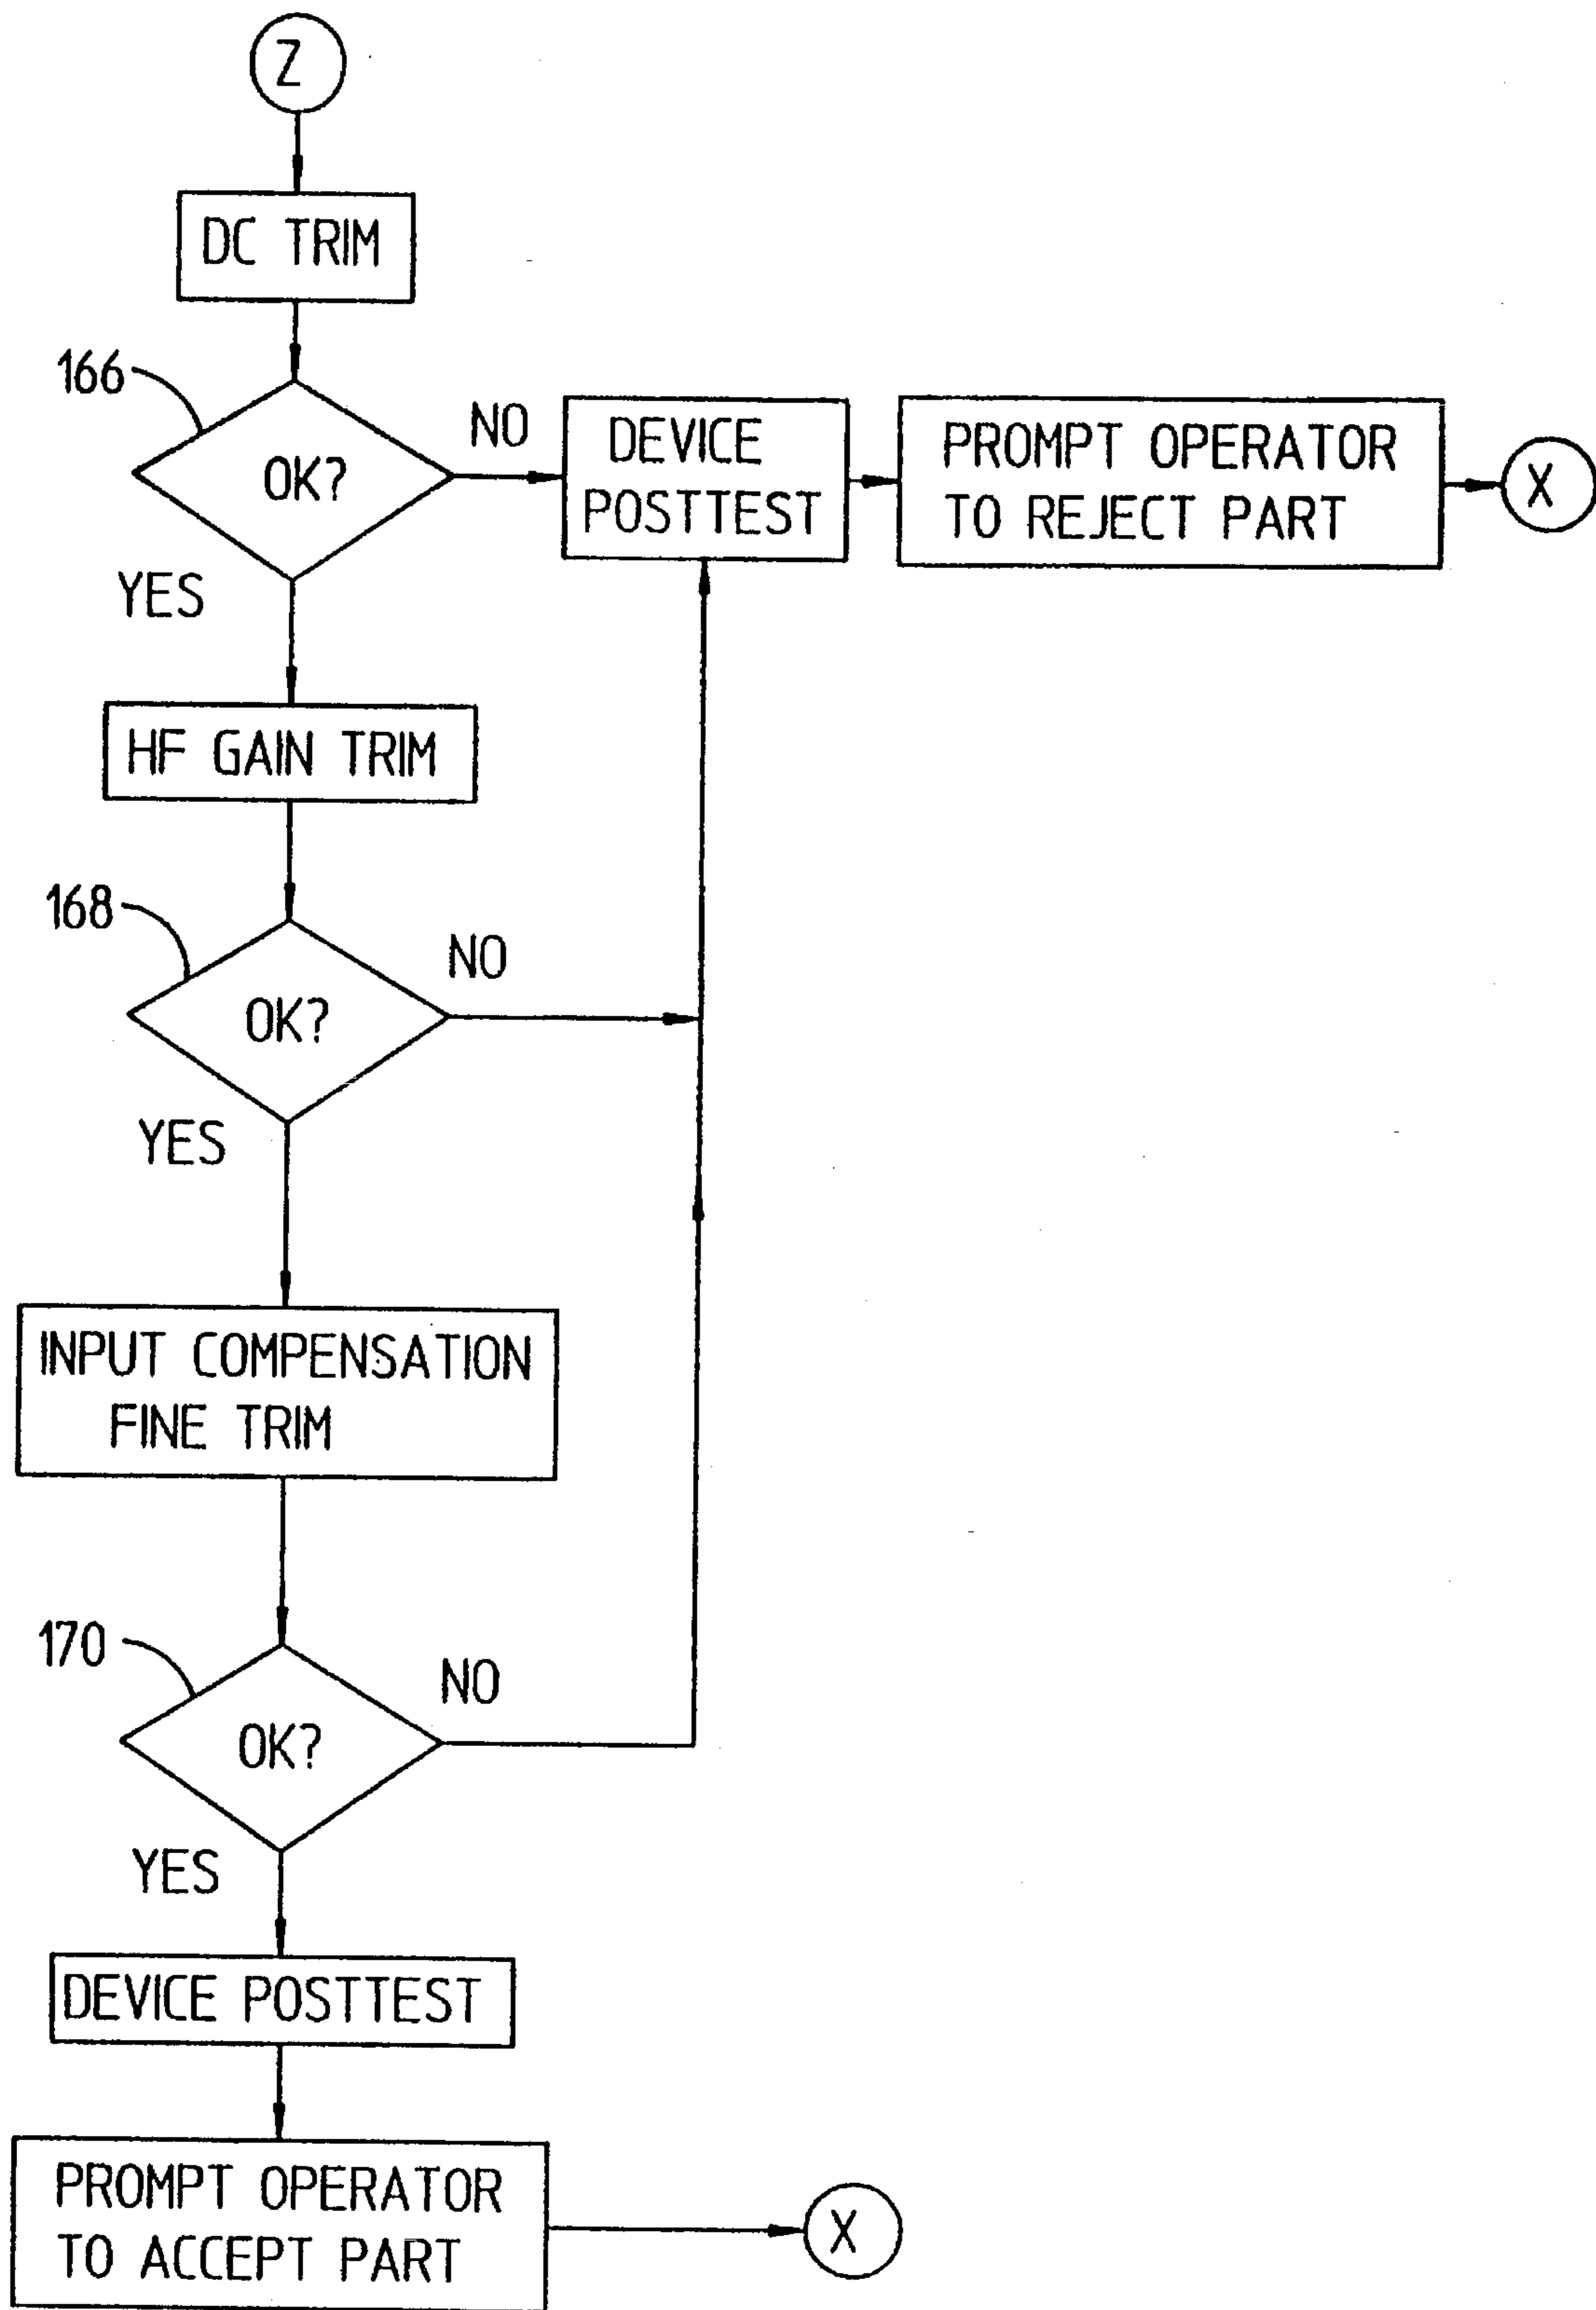 Z
DC TRIM
166
OK?
NO
DEVICE
POSTTEST
PROMPT OPERATOR
TO REJECT PART
X
YES
HF GAIN TRIM
168
OK?
NO
YES
INPUT COMPENSATION
FINE TRIM
170
OK?
NO
YES
DEVICE POSTTEST
PROMPT OPERATOR
TO ACCEPT PART
X